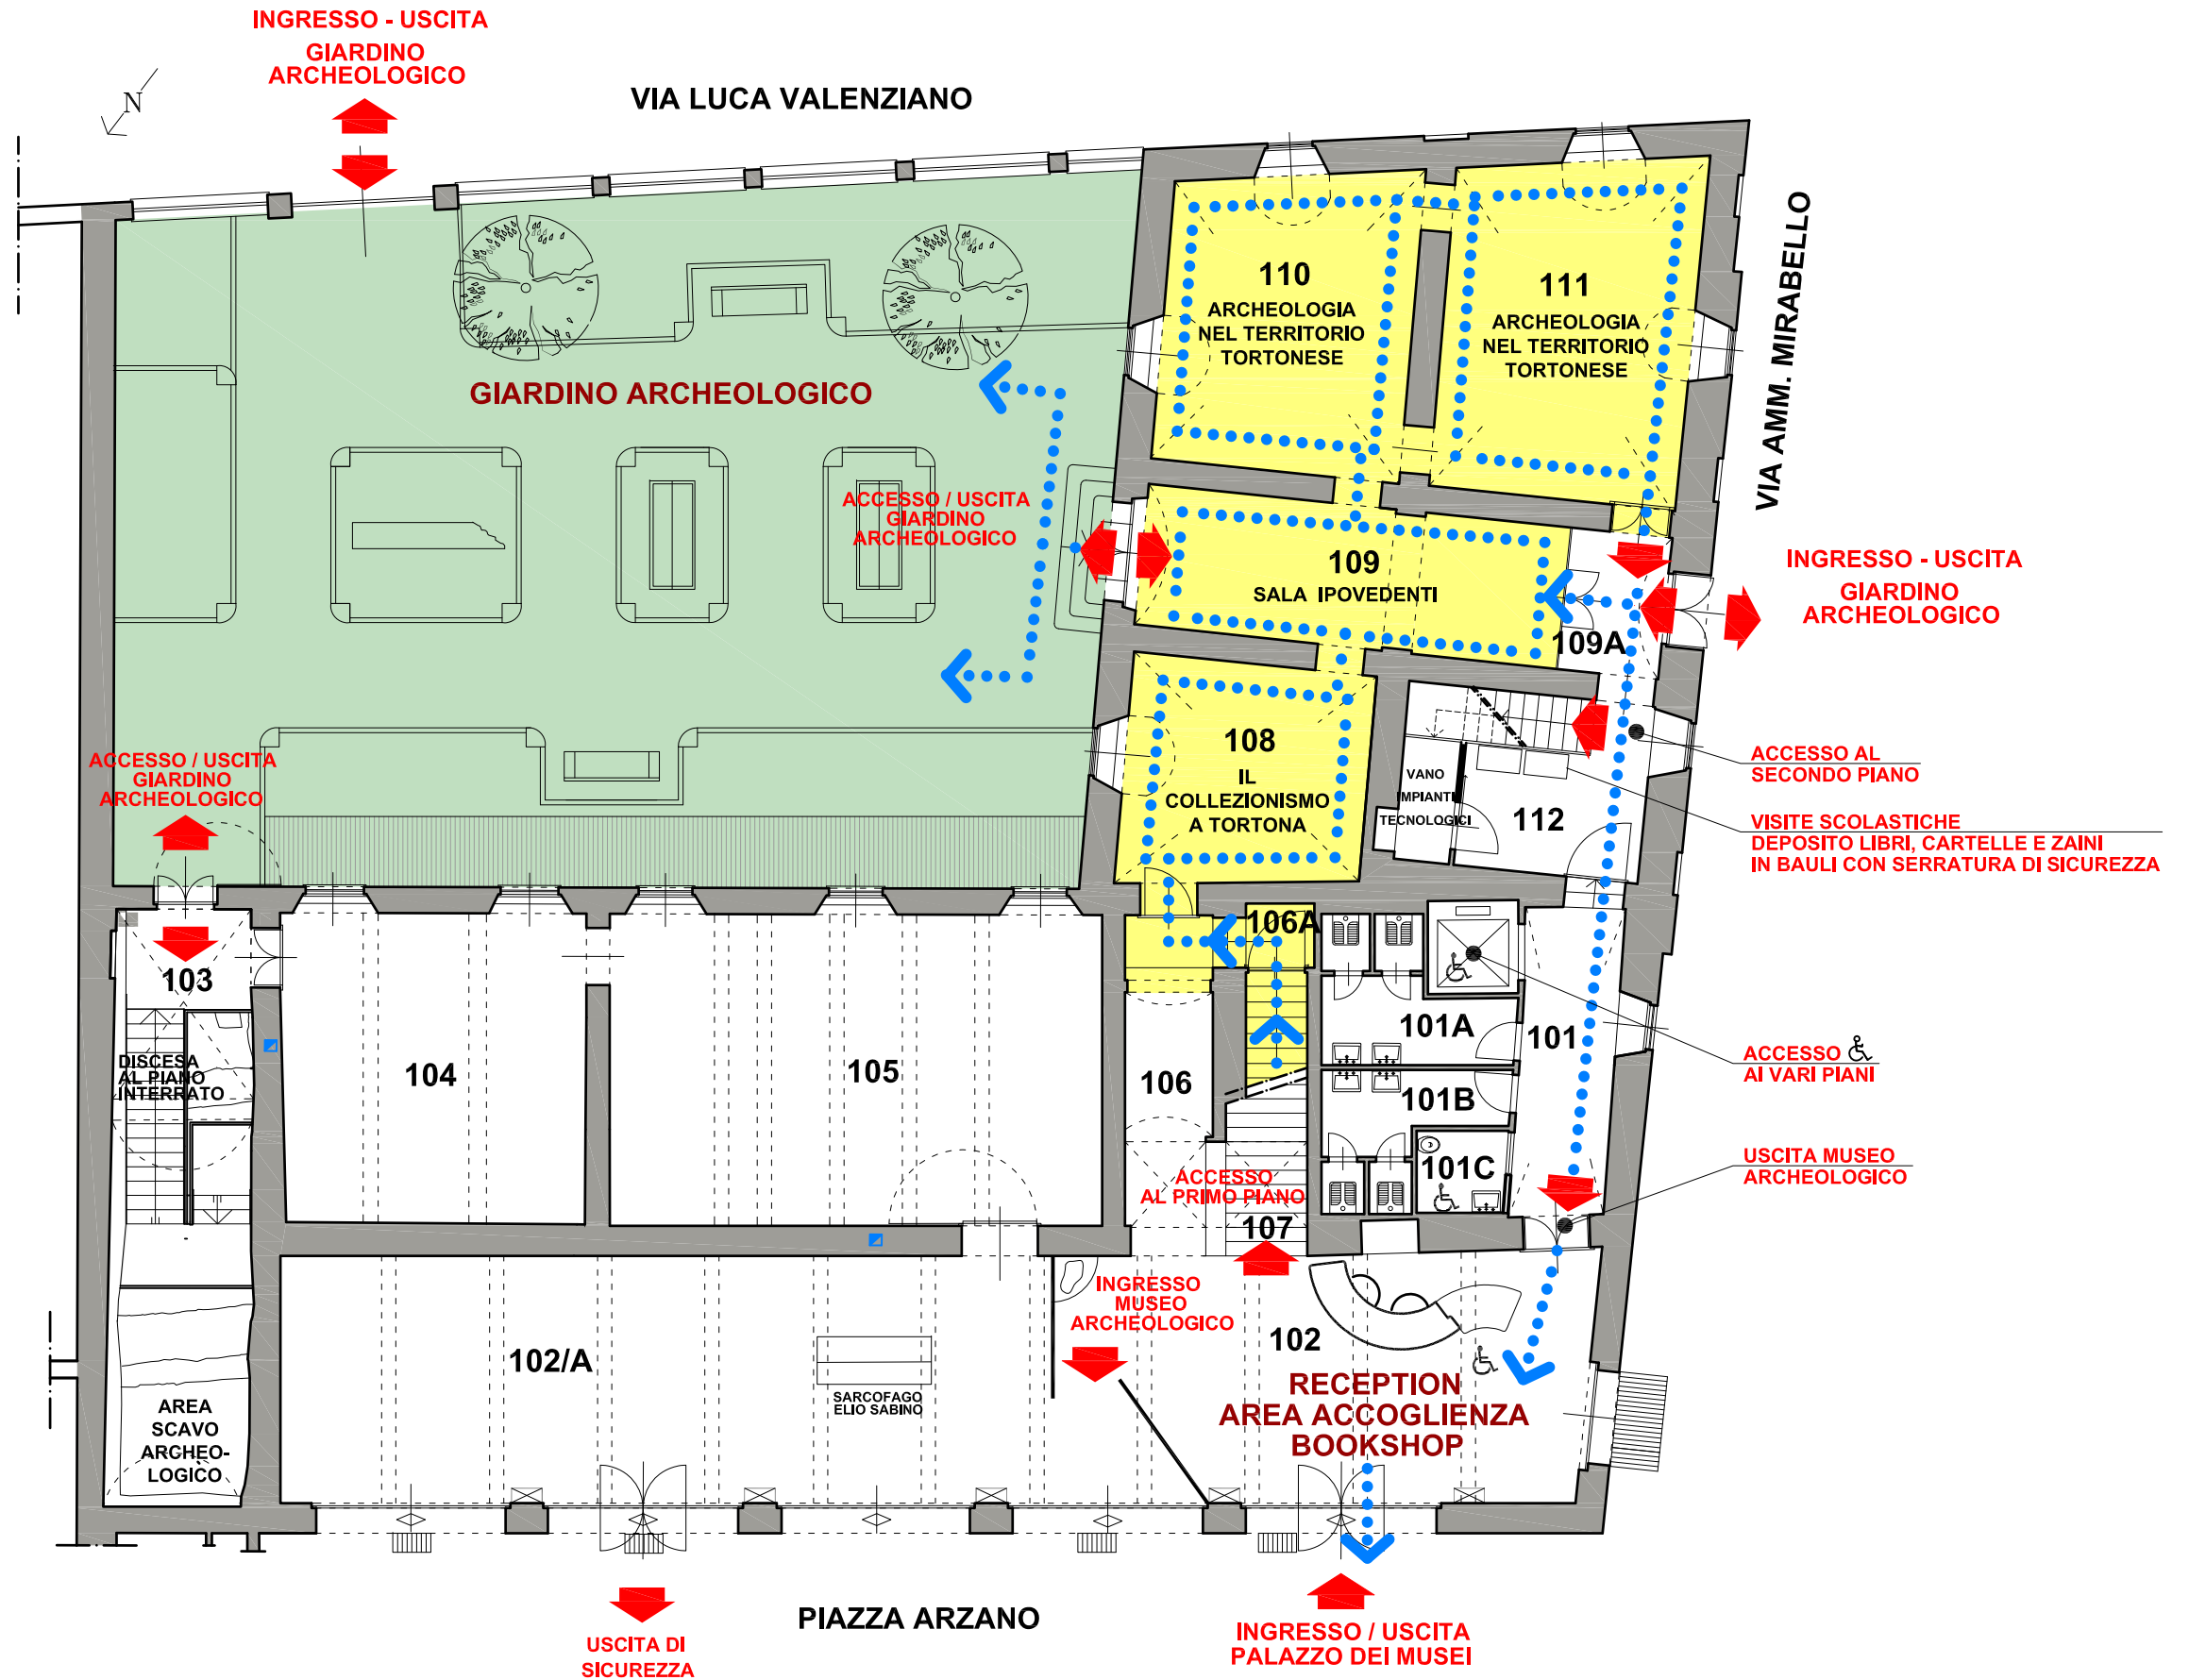 INGRESSO - USCITA
GIARDINO
ARCHEOLOGICO
N
VIA LUCA VALENZIANO
VIA AMM. MIRABELLO
110
ARCHEOLOGIA
NEL TERRITORIO
TORTONESE
111
ARCHEOLOGIA
NEL TERRITORIO
TORTONESE
GIARDINO ARCHEOLOGICO
ACCESSO / USCITA
GIARDINO
ARCHEOLOGICO
109
SALA IPOVEDENTI
109A
INGRESSO - USCITA
GIARDINO
ARCHEOLOGICO
108
IL
COLLEZIONISMO
A TORTONA
VANO
IMPIANTI
TECNOLOGICI
112
ACCESSO AL
SECONDO PIANO
VISITE SCOLASTICHE
DEPOSITO LIBRI, CARTELLE E ZAINI
IN BAULI CON SERRATURA DI SICUREZZA
ACCESSO / USCITA
GIARDINO
ARCHEOLOGICO
103
106A
DISCESA
AL PIANO
INTERRATO
104
105
106
101A
101
101B
101C
ACCESSO
AI VARI PIANI
USCITA MUSEO
ARCHEOLOGICO
ACCESSO
AL PRIMO PIANO
107
INGRESSO
MUSEO
ARCHEOLOGICO
102/A
SARCOFAGO
ELIO SABINO
102
RECEPTION
AREA ACCOGLIENZA
BOOKSHOP
AREA
SCAVO
ARCHEO-
LOGICO
PIAZZA ARZANO
USCITA DI
SICUREZZA
INGRESSO / USCITA
PALAZZO DEI MUSEI